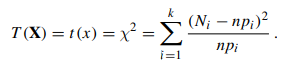 T(X) = t(x) = χ² = ∑_{i=1}^{k} (N_i − np_i)² / np_i .